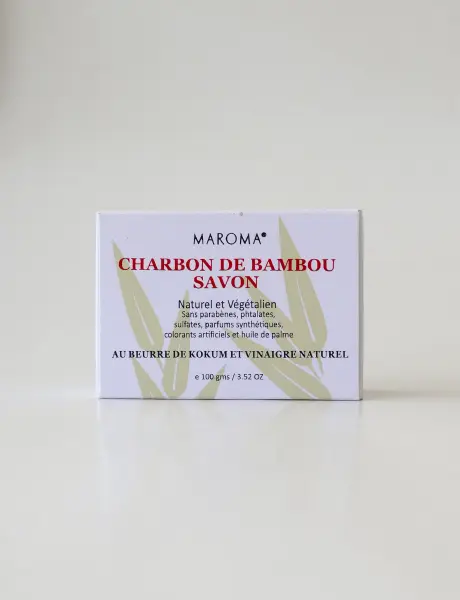 MAROMA®
CHARBON DE BAMBOU
SAVON
Naturel et Végétalien
Sans parabènes, phtalates,
sulfates, parfums synthétiques,
colorants artificiels et huile de palme
AU BEURRE DE KOKUM ET VINAIGRE NATUREL
e 100 gms / 3.52 OZ